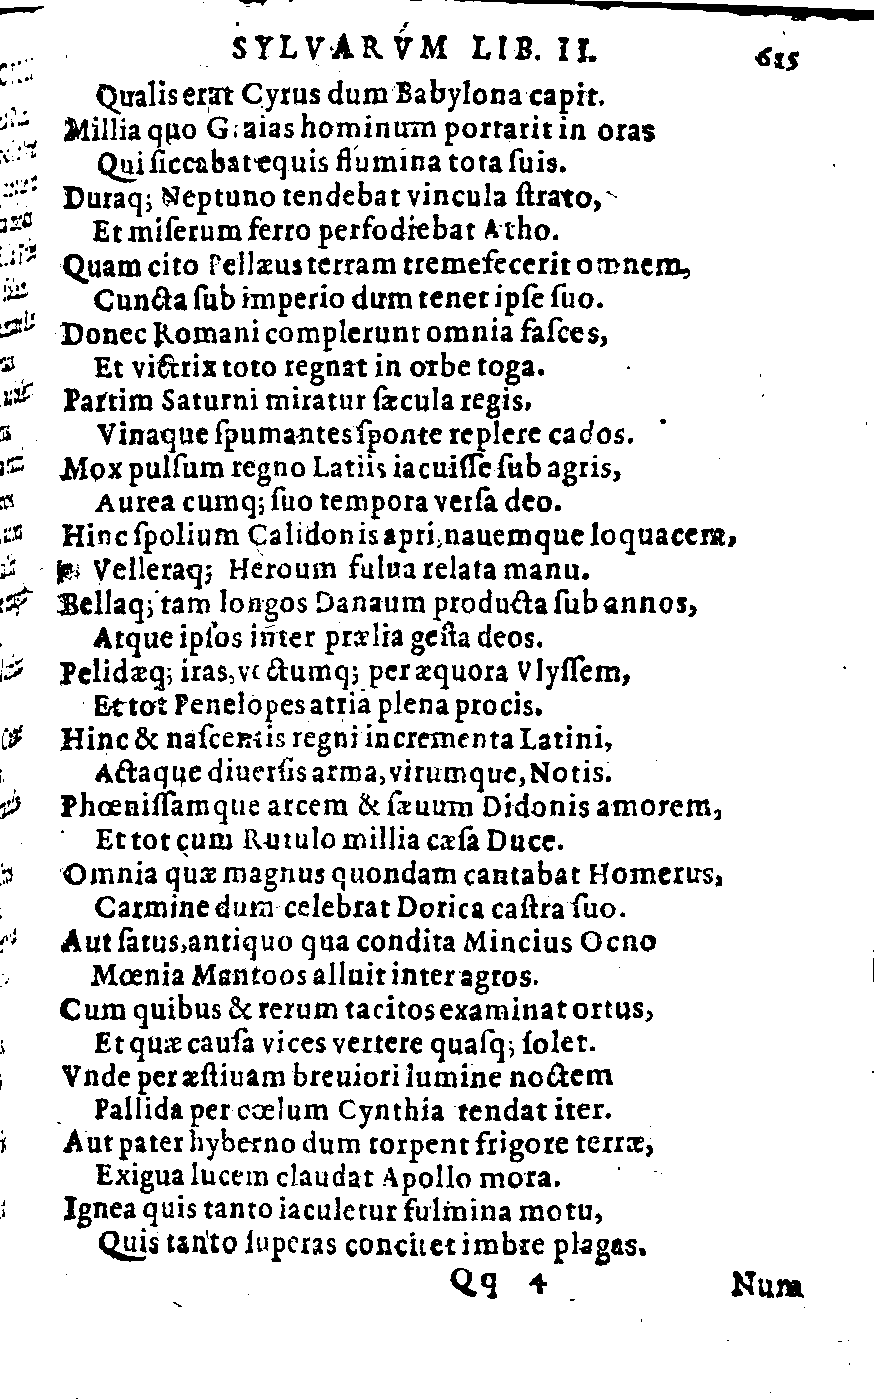 SYLVARVM LIB. II. 615
Qualis erat Cyrus dum Babylona capit.
Millia quo Graias hominum portarit in oras
Qui ſiccabat equis flumina tota ſuis.
Duraq; Neptuno tendebat vincula ſtrato,
Et miſerum ferro perfodiebat Atho.
Quam cito Pellæus terram tremefecerit omnem,
Cuncta ſub imperio dum tenet ipſe ſuo.
Donec Romani complerunt omnia faſces,
Et victrix toto regnat in orbe toga.
Partim Saturni miratur ſæcula regis,
Vinaque ſpumantes ſponte replere cados.
Mox pulſum regno Latiis iacuiſſe ſub agris,
Aurea cumq; ſuo tempora verſa deo.
Hinc ſpolium Calidonis apri, nauemque loquacem,
Velleraq; Heroum fulua relata manu.
Bellaq; tam longos Danaum producta ſub annos,
Atque ipſos inter prælia geſta deos.
Pelidæq; iras, vectumq; per æquora Vlyſſem,
Et tot Penelopes atria plena procis.
Hinc & naſcentis regni incrementa Latini,
Actaque diuerſis arma, virumque, Notis.
Phœniſſamque arcem & ſæuum Didonis amorem,
Et tot cum Rutulo millia cæſa Duce.
Omnia quæ magnus quondam cantabat Homerus,
Carmine dum celebrat Dorica caſtra ſuo.
Aut ſatus, antiquo qua condita Mincius Ocno
Mœnia Mantoos alluit inter agros.
Cum quibus & rerum tacitos examinat ortus,
Et quæ cauſa vices vertere quaſq; ſolet.
Vnde per æſtiuam breuiori lumine noctem
Pallida per cœlum Cynthia tendat iter.
Aut pater hyberno dum torpent frigore terræ,
Exigua lucem claudat Apollo mora.
Ignea quis tanto iaculetur fulmina motu,
Quis tanto ſuperas concitet imbre plagas.
Qq 4 Num